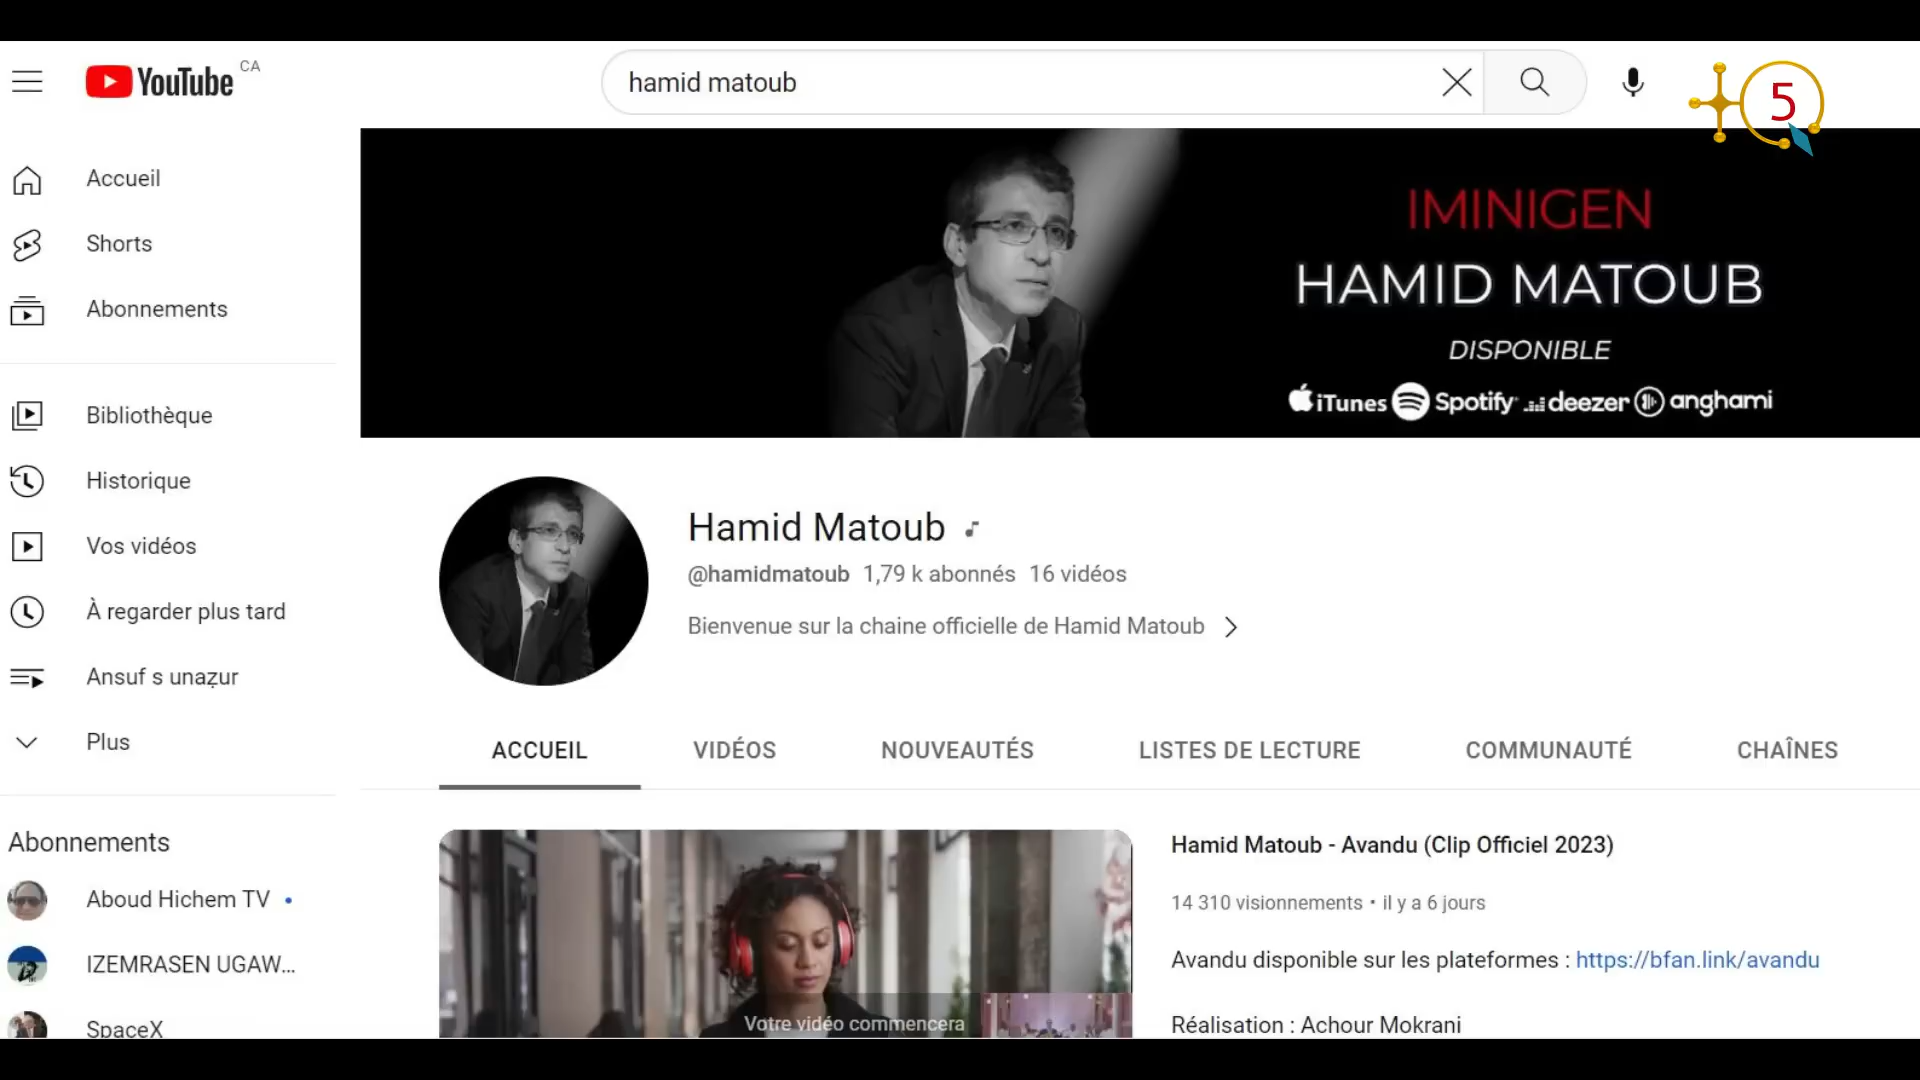 YouTube CA
hamid matoub
5
Accueil
Shorts
Abonnements
Bibliothèque
Historique
Vos vidéos
À regarder plus tard
Ansuf s unaẓur
Plus
Abonnements
Aboud Hichem TV
IZEMRASEN UGAW...
SpaceX
IMINIGEN
HAMID MATOUB
DISPONIBLE
iTunes Spotify deezer anghami
Hamid Matoub
@hamidmatoub 1,79 k abonnés 16 vidéos
Bienvenue sur la chaine officielle de Hamid Matoub
ACCUEIL VIDÉOS NOUVEAUTÉS LISTES DE LECTURE COMMUNAUTÉ CHAÎNES
Votre vidéo commencera
Hamid Matoub - Avandu (Clip Officiel 2023)
14 310 visionnements • il y a 6 jours
Avandu disponible sur les plateformes : https://bfan.link/avandu
Réalisation : Achour Mokrani